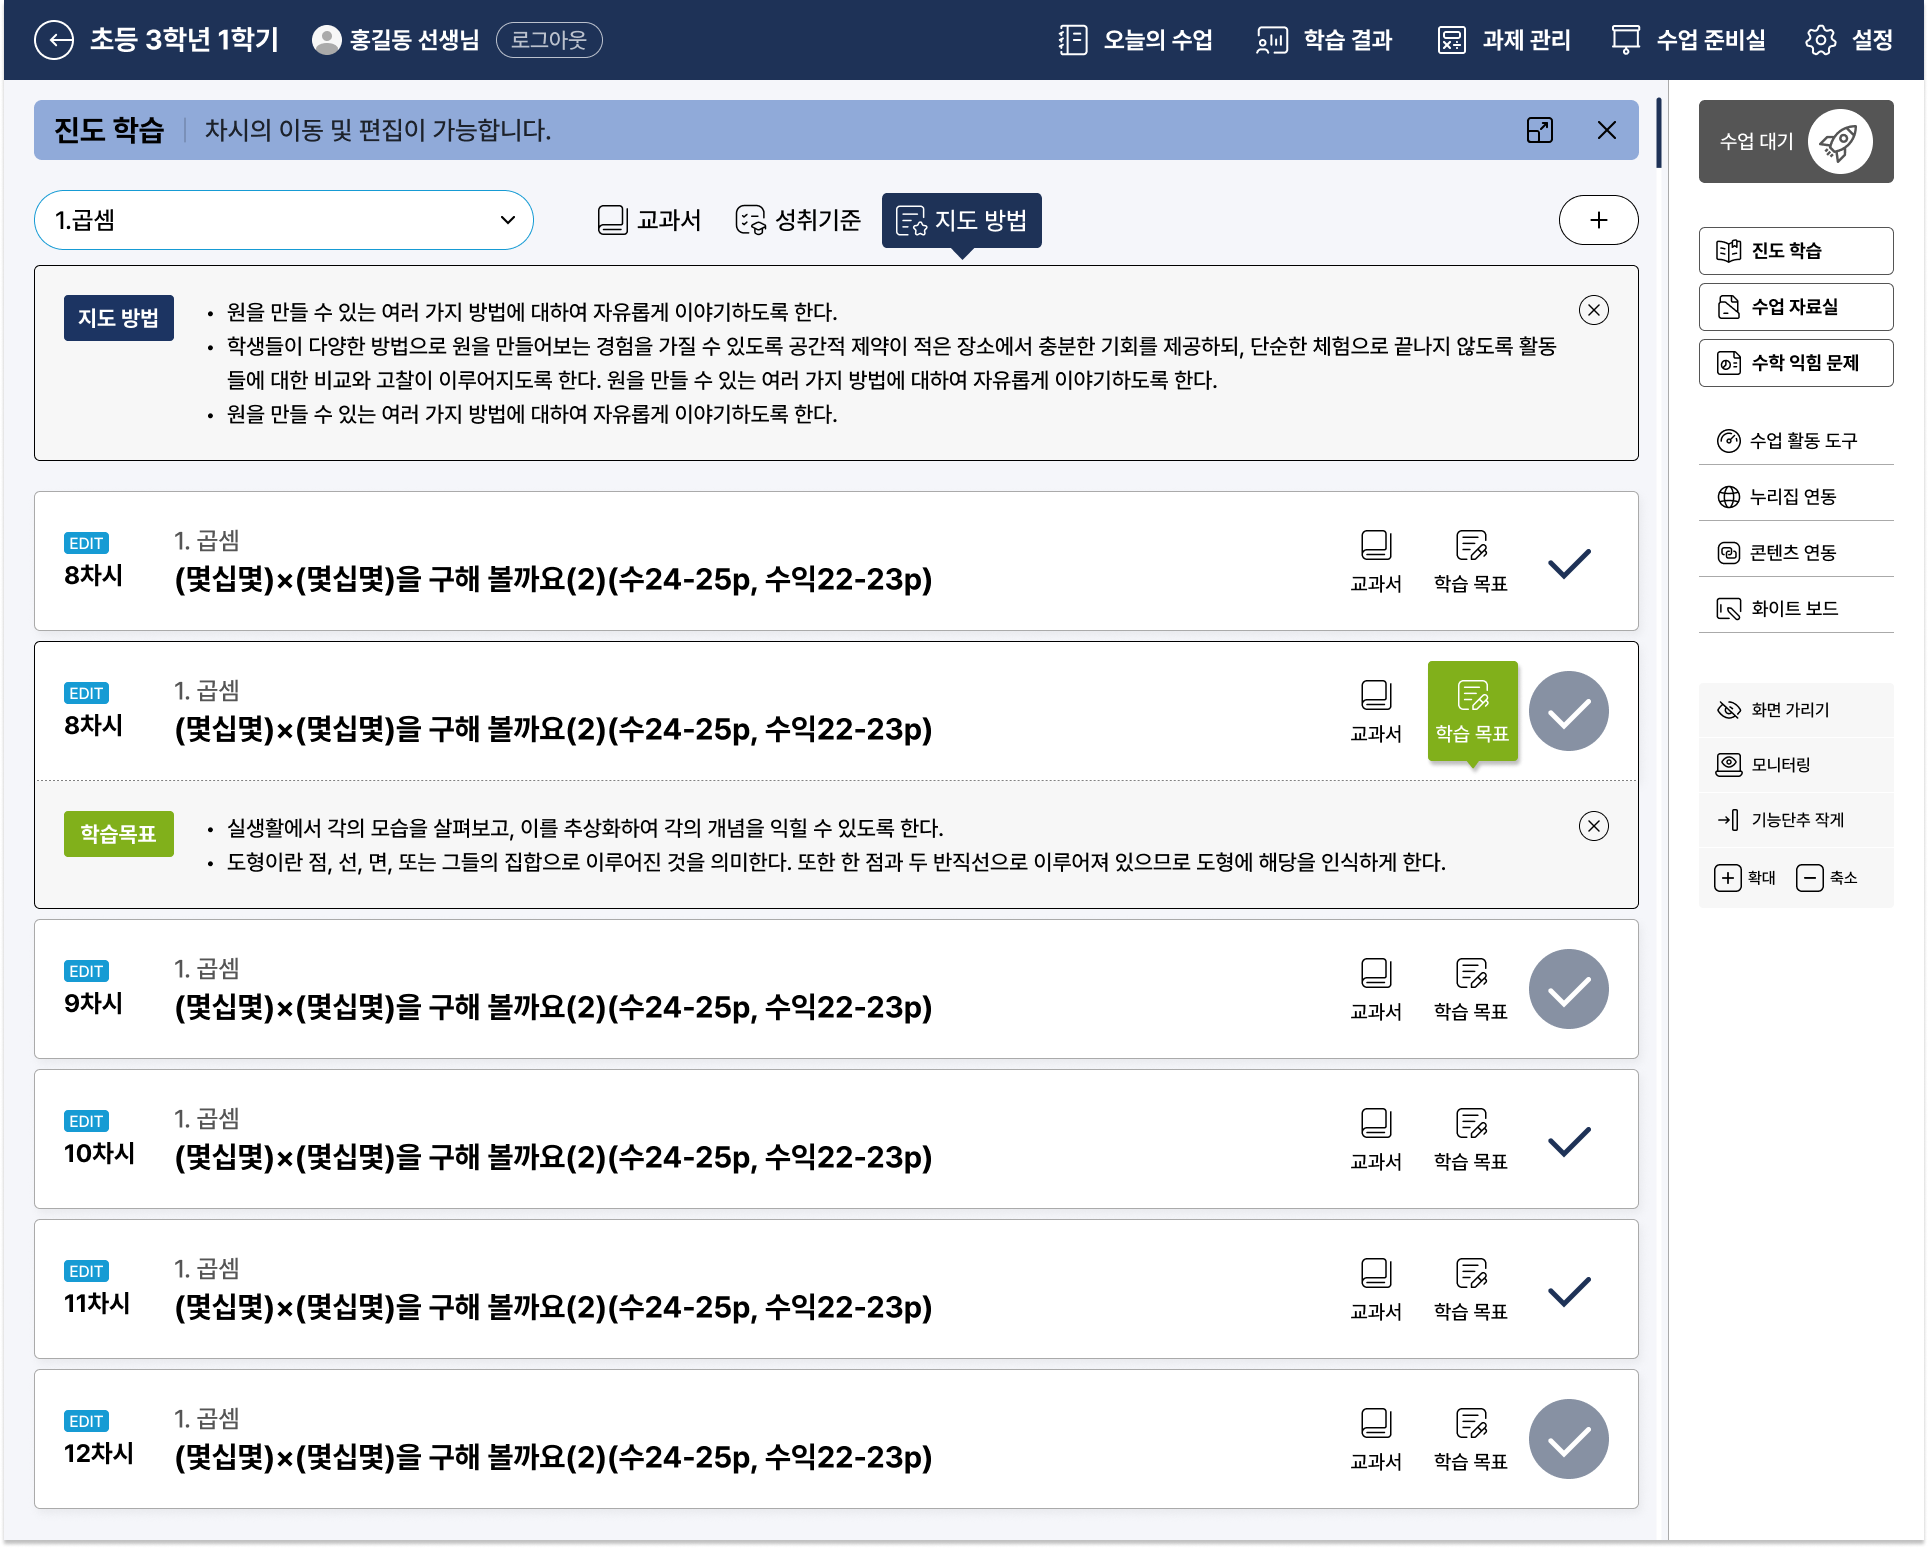 초등 3학년 1학기 홍길동 선생님 로그아웃 오늘의 수업 학습 결과 과제 관리 수업 준비실 설정
진도 학습 차시의 이동 및 편집이 가능합니다.
1.곱셈 교과서 성취기준 지도 방법
지도 방법
• 원을 만들 수 있는 여러 가지 방법에 대하여 자유롭게 이야기하도록 한다.
• 학생들이 다양한 방법으로 원을 만들어보는 경험을 가질 수 있도록 공간적 제약이 적은 장소에서 충분한 기회를 제공하되, 단순한 체험으로 끝나지 않도록 활동
들에 대한 비교와 고찰이 이루어지도록 한다. 원을 만들 수 있는 여러 가지 방법에 대하여 자유롭게 이야기하도록 한다.
• 원을 만들 수 있는 여러 가지 방법에 대하여 자유롭게 이야기하도록 한다.
EDIT
8차시
1. 곱셈
(몇십몇)×(몇십몇)을 구해 볼까요(2)(수24-25p, 수익22-23p)
교과서 학습 목표
EDIT
8차시
1. 곱셈
(몇십몇)×(몇십몇)을 구해 볼까요(2)(수24-25p, 수익22-23p)
교과서 학습 목표
학습목표
• 실생활에서 각의 모습을 살펴보고, 이를 추상화하여 각의 개념을 익힐 수 있도록 한다.
• 도형이란 점, 선, 면, 또는 그들의 집합으로 이루어진 것을 의미한다. 또한 한 점과 두 반직선으로 이루어져 있으므로 도형에 해당을 인식하게 한다.
EDIT
9차시
1. 곱셈
(몇십몇)×(몇십몇)을 구해 볼까요(2)(수24-25p, 수익22-23p)
교과서 학습 목표
EDIT
10차시
1. 곱셈
(몇십몇)×(몇십몇)을 구해 볼까요(2)(수24-25p, 수익22-23p)
교과서 학습 목표
EDIT
11차시
1. 곱셈
(몇십몇)×(몇십몇)을 구해 볼까요(2)(수24-25p, 수익22-23p)
교과서 학습 목표
EDIT
12차시
1. 곱셈
(몇십몇)×(몇십몇)을 구해 볼까요(2)(수24-25p, 수익22-23p)
교과서 학습 목표
수업 대기
진도 학습
수업 자료실
수학 익힘 문제
수업 활동 도구
누리집 연동
콘텐츠 연동
화이트 보드
화면 가리기
모니터링
기능단추 작게
확대 축소